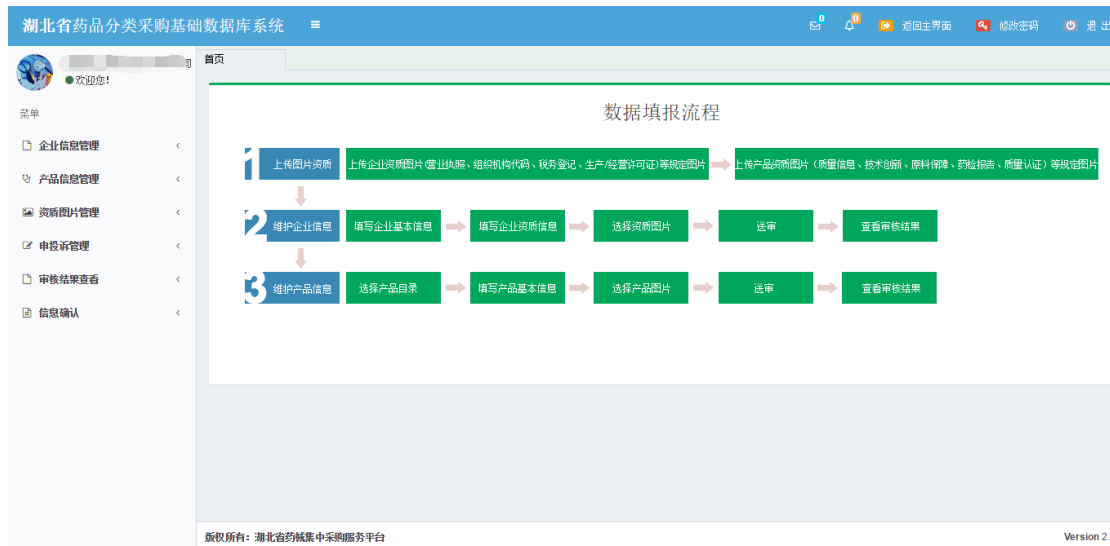 湖北省药品分类采购基础数据库系统 0 0 返回主界面 修改密码 退出
司 首页
欢迎您!
菜单
数据填报流程
企业信息管理
产品信息管理
资质图片管理
申投诉管理
审核结果查看
信息确认
1 上传图片资质 上传企业资质图片(营业执照、组织机构代码、税务登记、生产/经营许可证)等规定图片 上传产品资质图片(质量信息、技术创新、原料保障、药检报告、质量认证)等规定图片
2 维护企业信息 填写企业基本信息 填写企业资质信息 选择资质图片 送审 查看审核结果
3 维护产品信息 选择产品目录 填写产品基本信息 选择产品图片 送审 查看审核结果
版权所有:湖北省药械集中采购服务平台 Version 2.